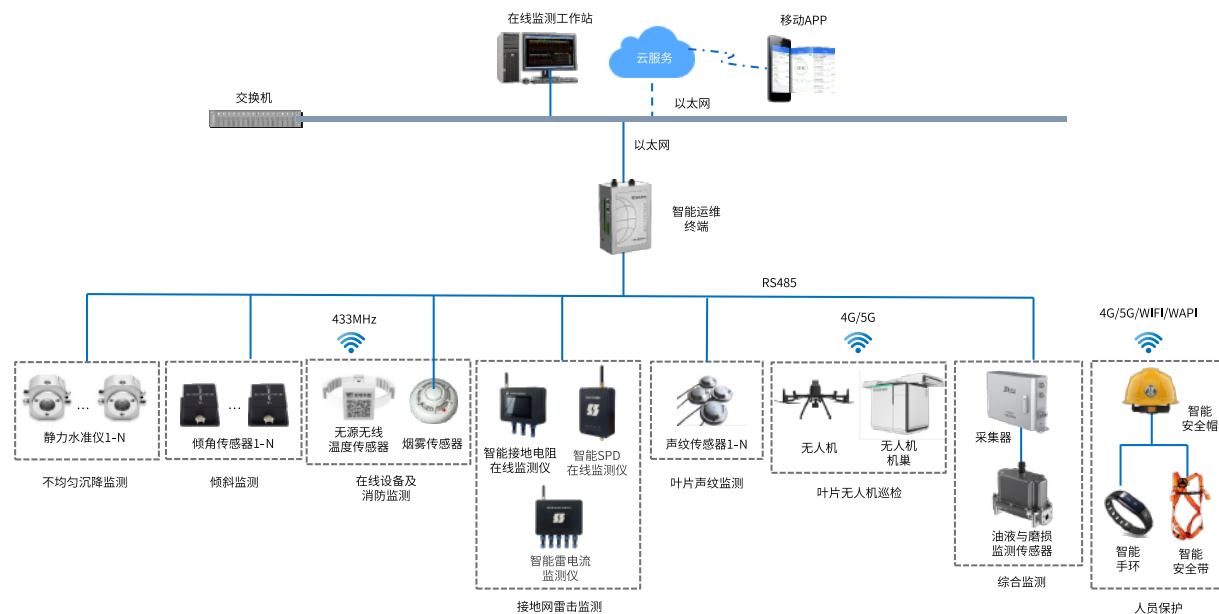 在线监测工作站
移动APP
云服务
交换机
以太网
以太网
智能运维
终端
RS485
433MHz
4G/5G
4G/5G/WIFI/WAPI
静力水准仪1-N
...
倾角传感器1-N
...
无源无线
温度传感器
烟雾传感器
智能接地电阻
在线监测仪
智能SPD
在线监测仪
智能雷电流
监测仪
声纹传感器1-N
无人机
无人机
机巢
采集器
油液与磨损
监测传感器
智能
安全帽
智能
手环
智能
安全带
不均匀沉降监测
倾斜监测
在线设备及
消防监测
接地网雷击监测
叶片声纹监测
叶片无人机巡检
综合监测
人员保护